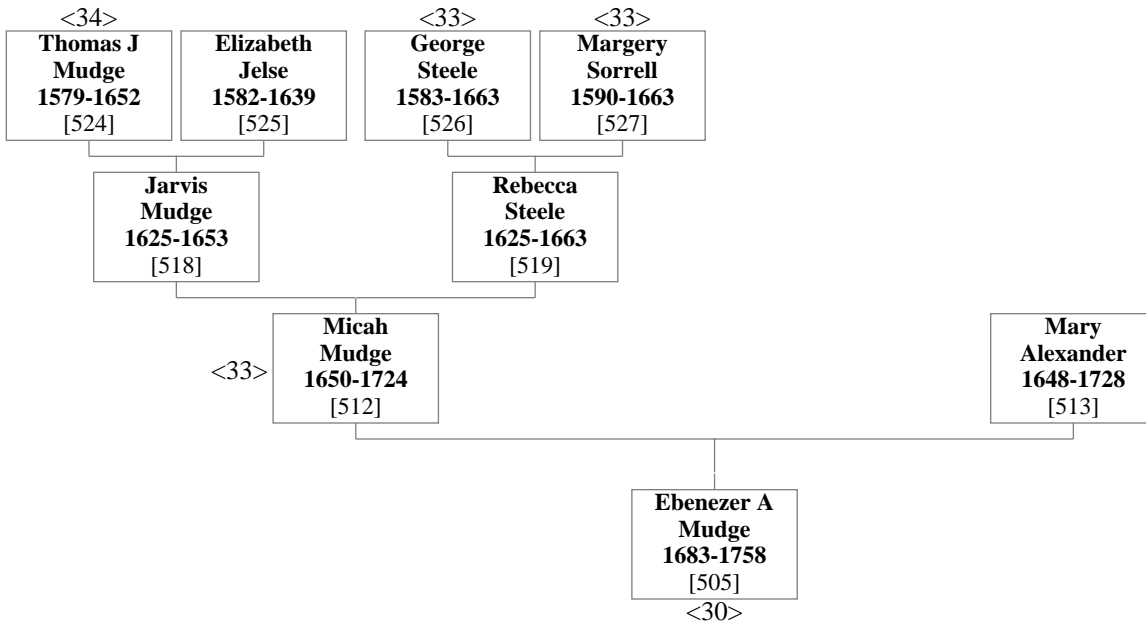 <34>
Thomas J
Mudge
1579-1652
[524]
Elizabeth
Jelse
1582-1639
[525]
<33>
George
Steele
1583-1663
[526]
<33>
Margery
Sorrell
1590-1663
[527]
Jarvis
Mudge
1625-1653
[518]
Rebecca
Steele
1625-1663
[519]
<33>
Micah
Mudge
1650-1724
[512]
Mary
Alexander
1648-1728
[513]
Ebenezer A
Mudge
1683-1758
[505]
<30>